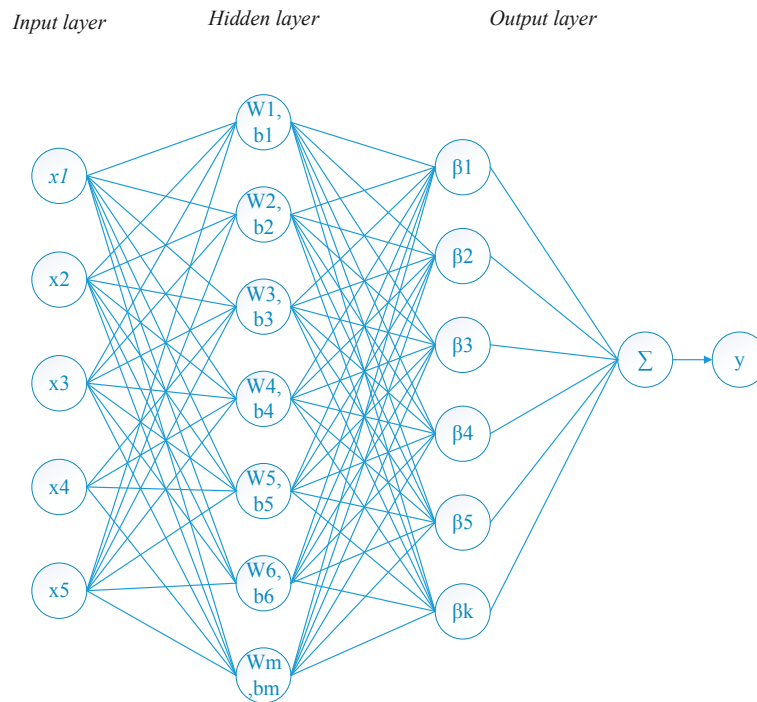 Input layer
Hidden layer
Output layer
x1
x2
x3
x4
x5
W1,
b1
W2,
b2
W3,
b3
W4,
b4
W5,
b5
W6,
b6
Wm
,bm
β1
β2
β3
β4
β5
βk
Σ
y